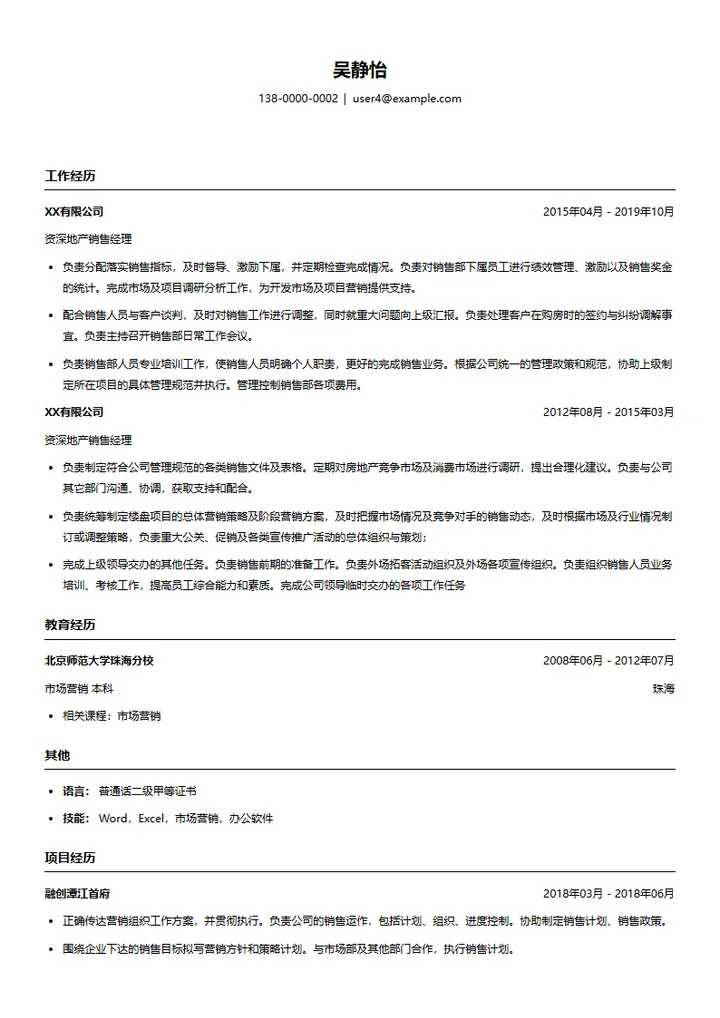 吴静怡
138-0000-0002 | user4@example.com
工作经历
XX有限公司 2015年04月 - 2019年10月
资深地产销售经理
• 负责分配落实销售指标，及时督导、激励下属，并定期检查完成情况。负责对销售部下属员工进行绩效管理、激励以及销售奖金
的统计。完成市场及项目调研分析工作，为开发市场及项目营销提供支持。
• 配合销售人员与客户谈判，及时对销售工作进行调整，同时就重大问题向上级汇报。负责处理客户在购房时的签约与纠纷调解事
宜。负责主持召开销售部日常工作会议。
• 负责销售部人员专业培训工作，使销售人员明确个人职责，更好的完成销售业务。根据公司统一的管理政策和规范，协助上级制
定所在项目的具体管理规范并执行。管理控制销售部各项费用。
XX有限公司 2012年08月 - 2015年03月
资深地产销售经理
• 负责制定符合公司管理规范的各类销售文件及表格。定期对房地产竞争市场及消费市场进行调研，提出合理化建议。负责与公司
其它部门沟通、协调，获取支持和配合。
• 负责统筹制定楼盘项目的总体营销策略及阶段营销方案，及时把握市场情况及竞争对手的销售动态，及时根据市场及行业情况制
订或调整策略，负责重大公关、促销及各类宣传推广活动的总体组织与策划；
• 完成上级领导交办的其他任务。负责销售前期的准备工作。负责外场拓客活动组织及外场各项宣传组织。负责组织销售人员业务
培训、考核工作，提高员工综合能力和素质。完成公司领导临时交办的各项工作任务
教育经历
北京师范大学珠海分校 2008年06月 - 2012年07月
市场营销 本科 珠海
• 相关课程：市场营销
其他
• 语言： 普通话二级甲等证书
• 技能： Word，Excel，市场营销，办公软件
项目经历
融创潭江首府 2018年03月 - 2018年06月
• 正确传达营销组织工作方案，并贯彻执行。负责公司的销售运作，包括计划、组织、进度控制。协助制定销售计划、销售政策。
• 围绕企业下达的销售目标拟写营销方针和策略计划。与市场部及其他部门合作，执行销售计划。